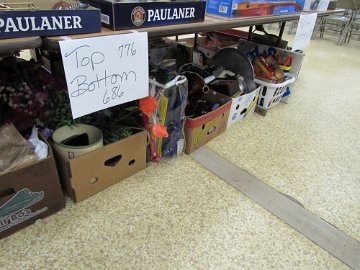 PAULANER
PAULANER
Top 776
Bottom
686